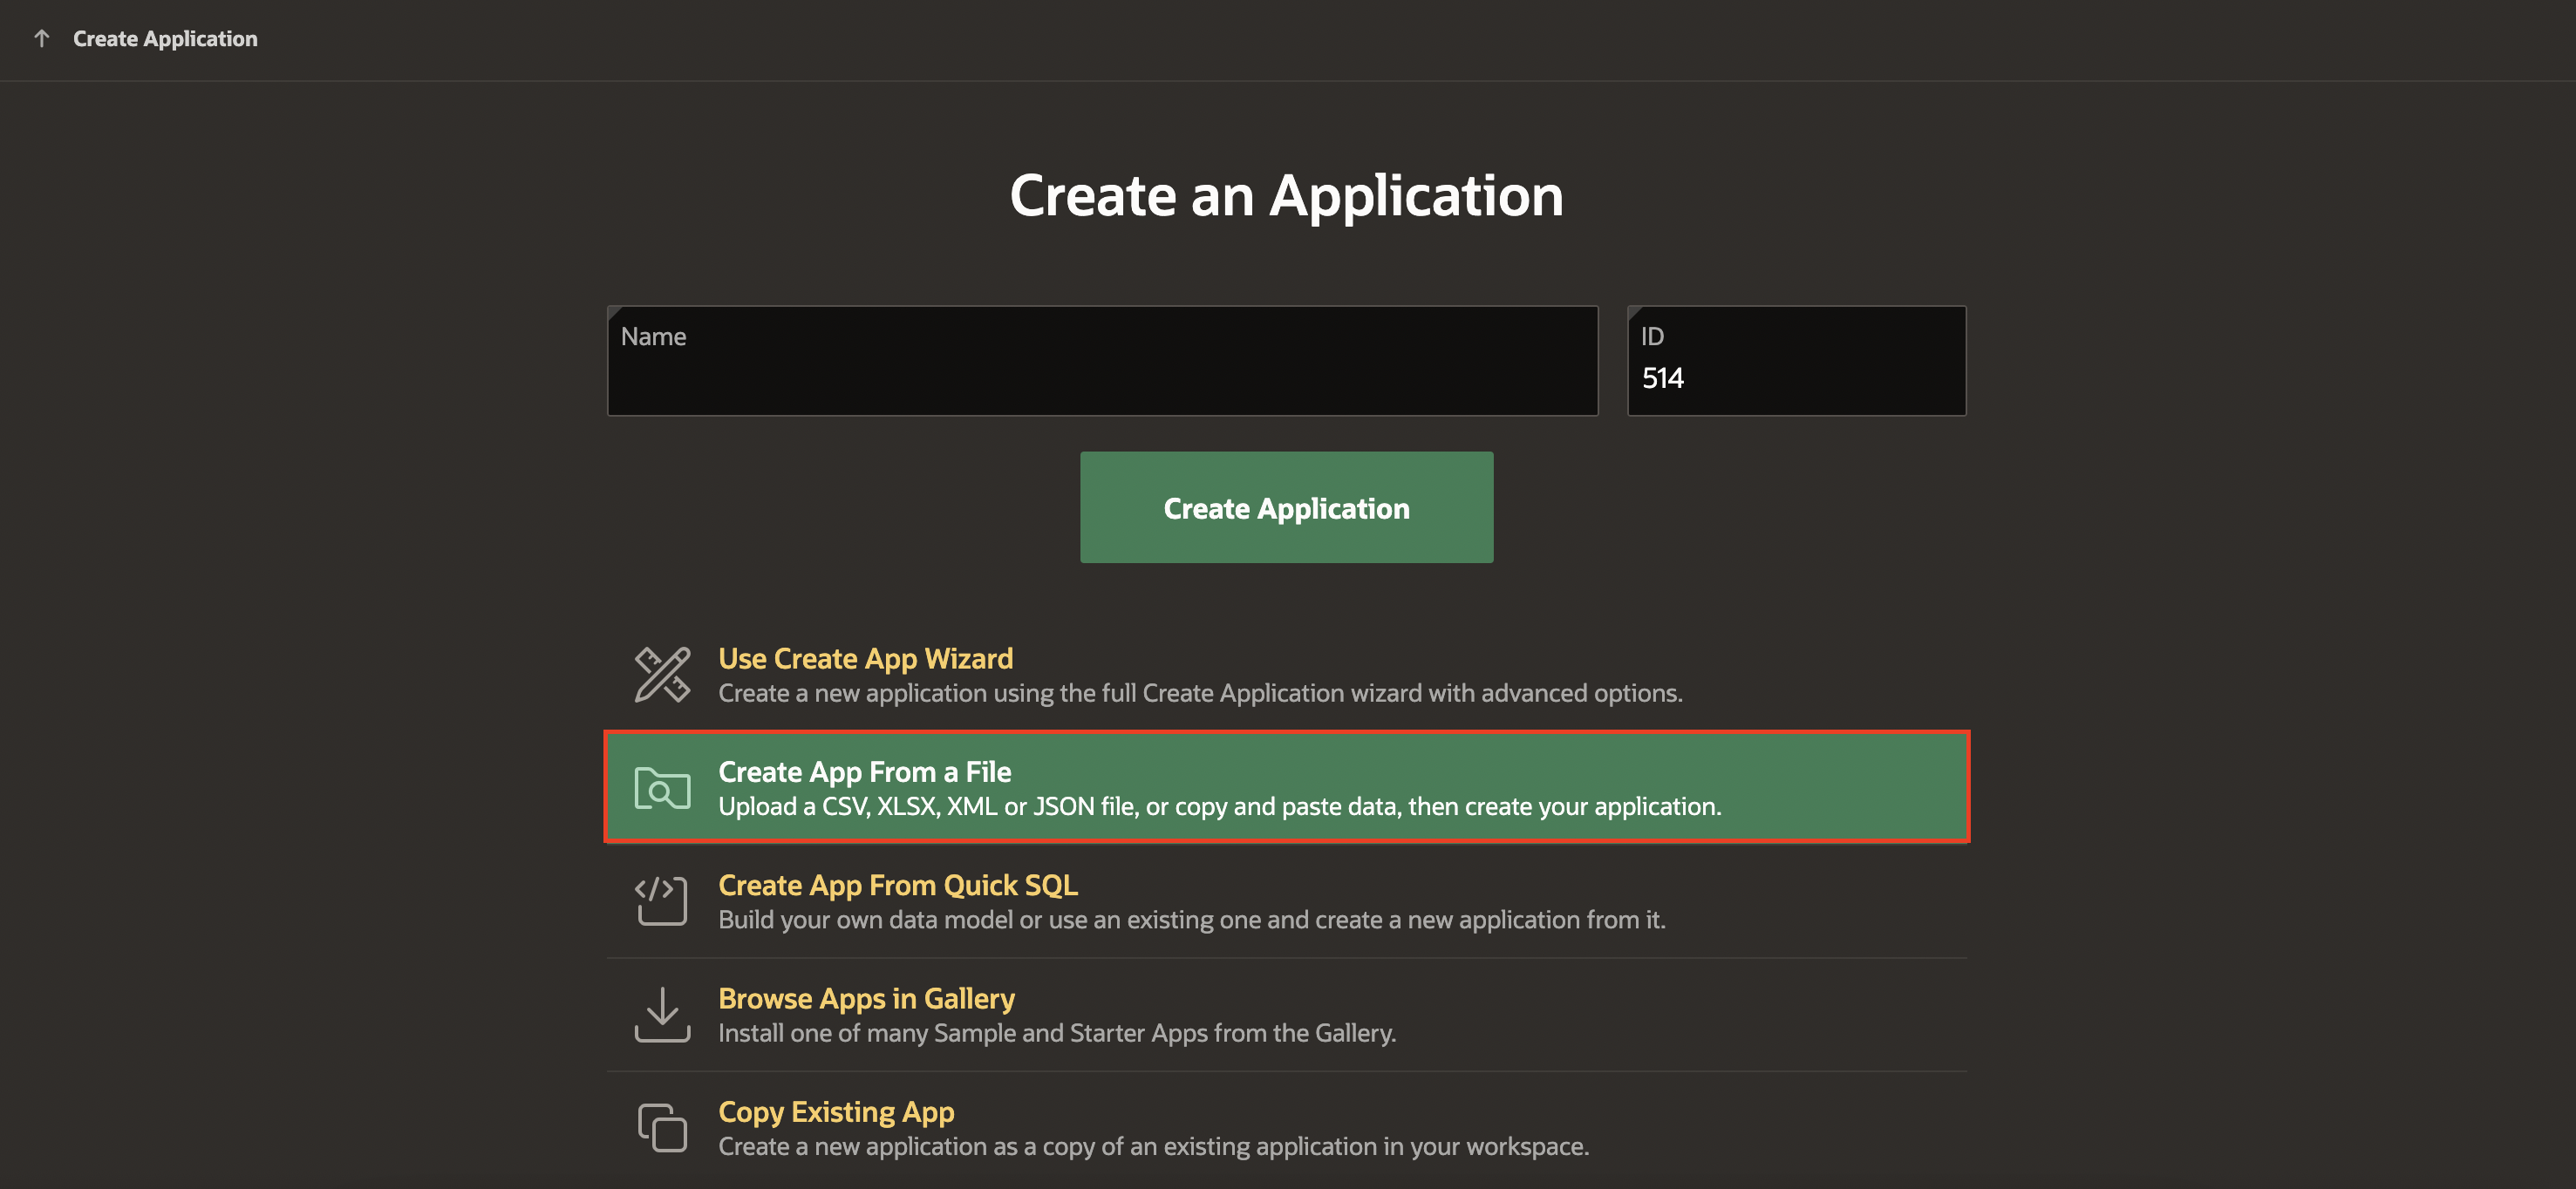 Create Application
Create an Application
Name
ID
514
Create Application
Use Create App Wizard
Create a new application using the full Create Application wizard with advanced options.
Create App From a File
Upload a CSV, XLSX, XML or JSON file, or copy and paste data, then create your application.
Create App From Quick SQL
Build your own data model or use an existing one and create a new application from it.
Browse Apps in Gallery
Install one of many Sample and Starter Apps from the Gallery.
Copy Existing App
Create a new application as a copy of an existing application in your workspace.